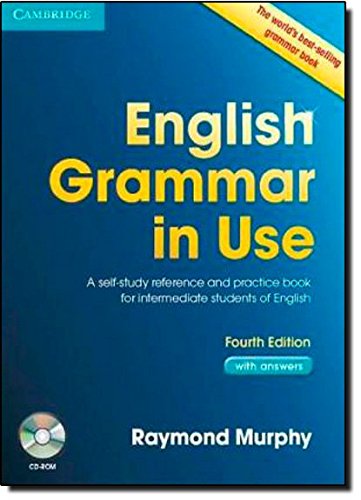 CAMBRIDGE
The world's best-selling
grammar book
English
Grammar
in Use
A self-study reference and practice book
for intermediate students of English
Fourth Edition
with answers
CD-ROM
Raymond Murphy